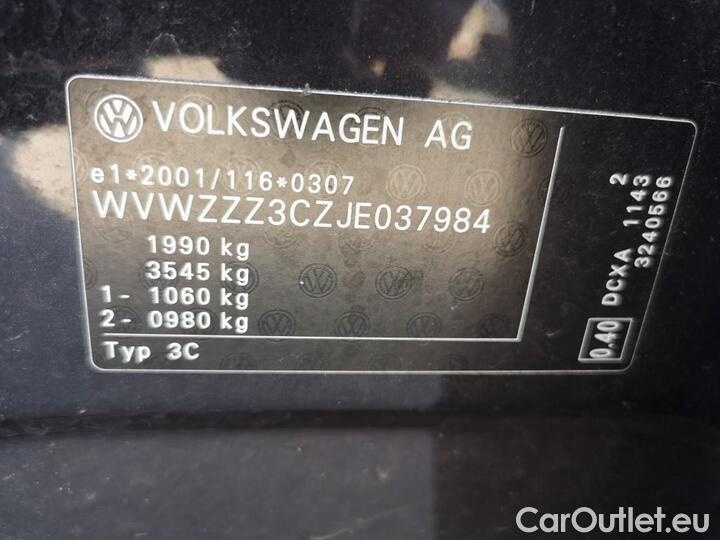 VOLKSWAGEN AG
e1*2001/116*0307
WVWZZZ3CZJE037984
1990 kg
3545 kg
1- 1060 kg
2- 0980 kg
Typ 3C
0.40 DCXA 1143 2
3240566
CarOutlet.eu